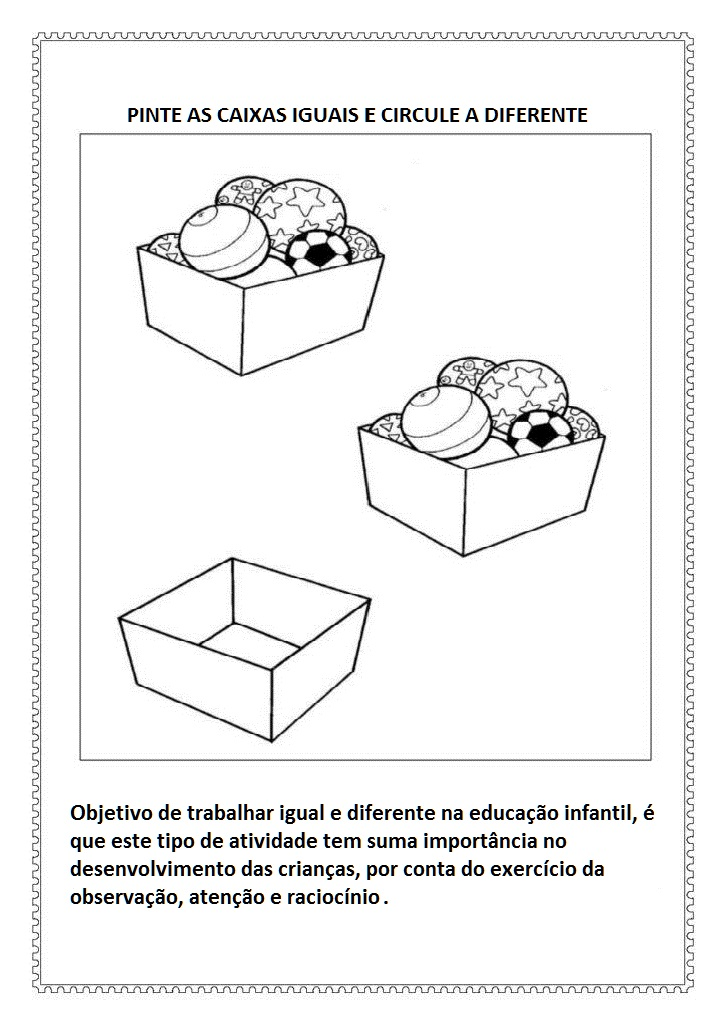 PINTE AS CAIXAS IGUAIS E CIRCULE A DIFERENTE
Objetivo de trabalhar igual e diferente na educação infantil, é
que este tipo de atividade tem suma importância no
desenvolvimento das crianças, por conta do exercício da
observação, atenção e raciocínio .